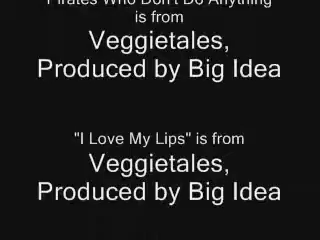 Pirates Who Don't Do Anything
is from
Veggietales,
Produced by Big Idea
"I Love My Lips" is from
Veggietales,
Produced by Big Idea